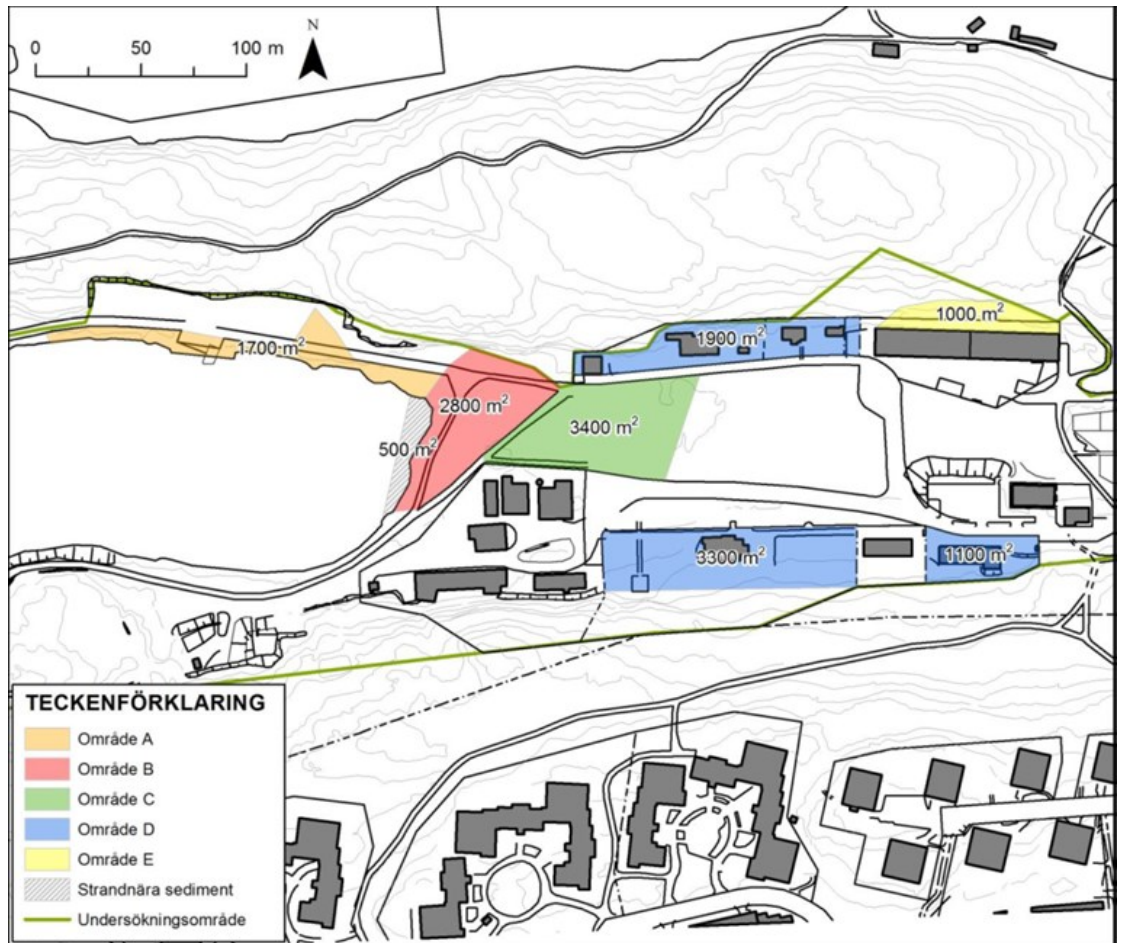 N
0 50 100 m
1000 m²
1900 m²
1700 m²
2800 m²
3400 m²
500 m²
3300 m²
1100 m²
TECKENFÖRKLARING
Område A
Område B
Område C
Område D
Område E
Strandnära sediment
Undersökningsområde